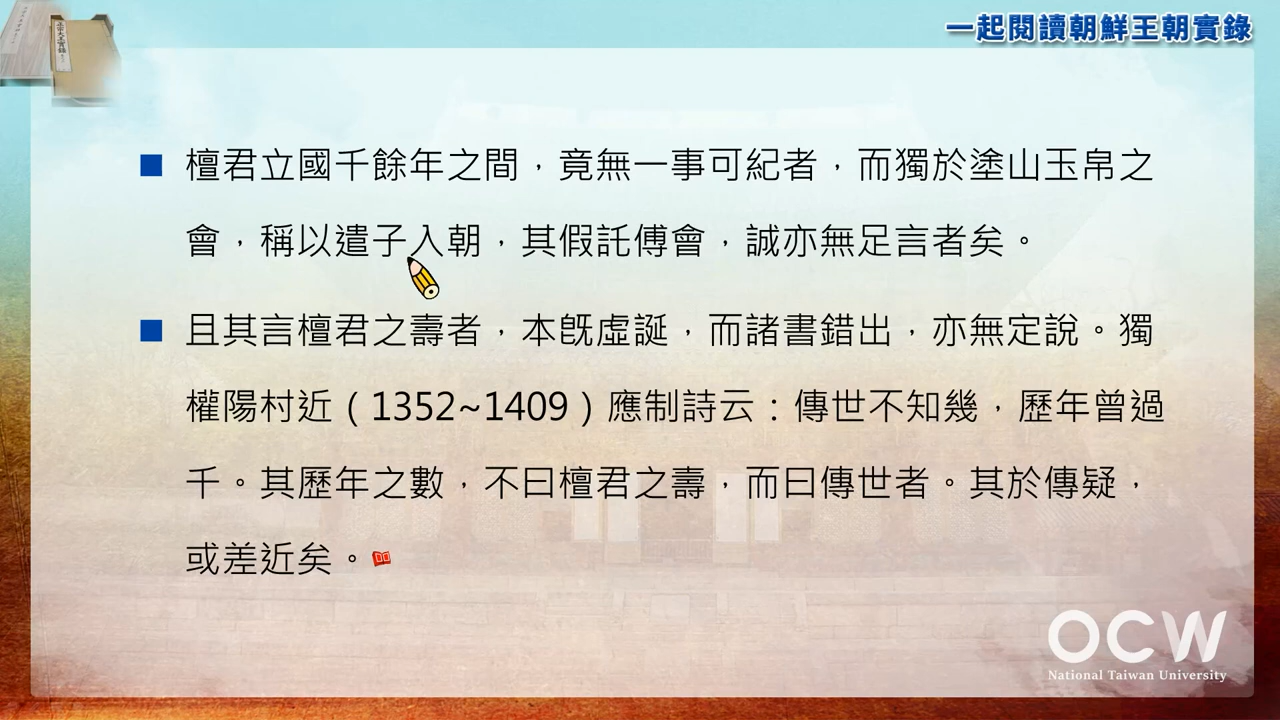 一起閱讀朝鮮王朝實錄
檀君立國千餘年之間，竟無一事可紀者，而獨於塗山玉帛之
會，稱以遣子入朝，其假託傅會，誠亦無足言者矣。
且其言檀君之壽者，本旣虛誕，而諸書錯出，亦無定說。獨
權陽村近（1352~1409）應制詩云：傳世不知幾，歷年曾過
千。其歷年之數，不曰檀君之壽，而曰傳世者。其於傳疑，
或差近矣。
OCW
National Taiwan University